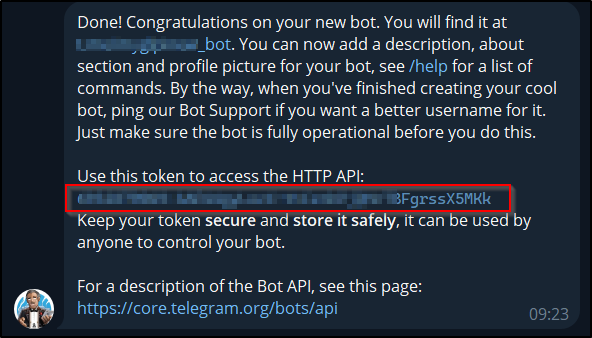 Done! Congratulations on your new bot. You will find it at
_bot. You can now add a description, about
section and profile picture for your bot, see /help for a list of
commands. By the way, when you've finished creating your cool
bot, ping our Bot Support if you want a better username for it.
Just make sure the bot is fully operational before you do this.
Use this token to access the HTTP API:
FgrssX5MKk
Keep your token secure and store it safely, it can be used by
anyone to control your bot.
For a description of the Bot API, see this page:
https://core.telegram.org/bots/api
09:23